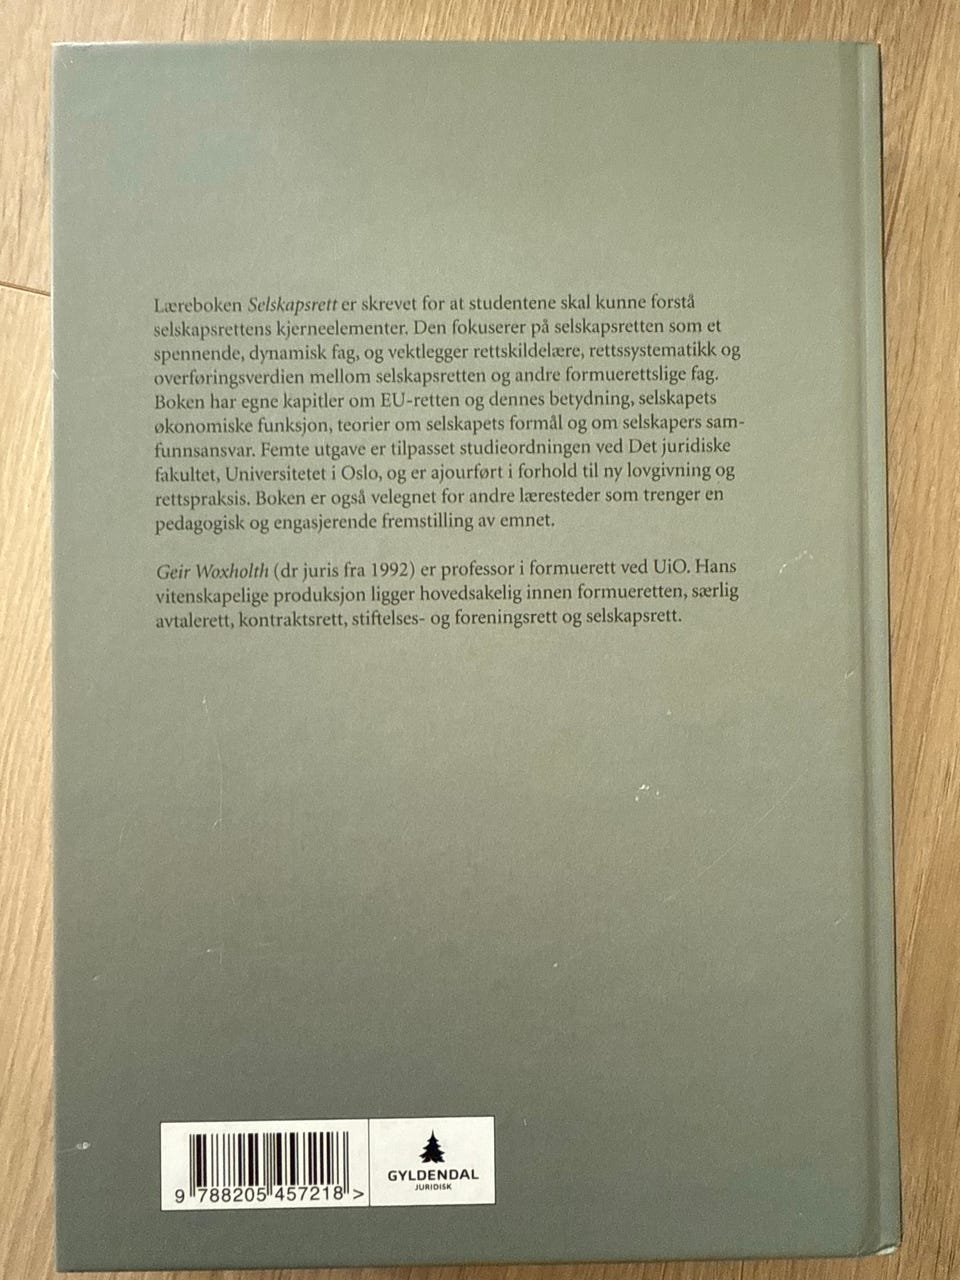 Læreboken Selskapsrett er skrevet for at studentene skal kunne forstå
selskapsrettens kjerneelementer. Den fokuserer på selskapsretten som et
spennende, dynamisk fag, og vektlegger rettskildelære, rettssystematikk og
overføringsverdien mellom selskapsretten og andre formuerettslige fag.
Boken har egne kapitler om EU-retten og dennes betydning, selskapets
økonomiske funksjon, teorier om selskapets formål og om selskapers sam-
funnsansvar. Femte utgave er tilpasset studieordningen ved Det juridiske
fakultet, Universitetet i Oslo, og er ajourført i forhold til ny lovgivning og
rettspraksis. Boken er også velegnet for andre læresteder som trenger en
pedagogisk og engasjerende fremstilling av emnet.
Geir Woxholth (dr juris fra 1992) er professor i formuerett ved UiO. Hans
vitenskapelige produksjon ligger hovedsakelig innen formueretten, særlig
avtalerett, kontraktsrett, stiftelses- og foreningsrett og selskapsrett.
9 788205 457218 >
GYLDENDAL
JURIDISK